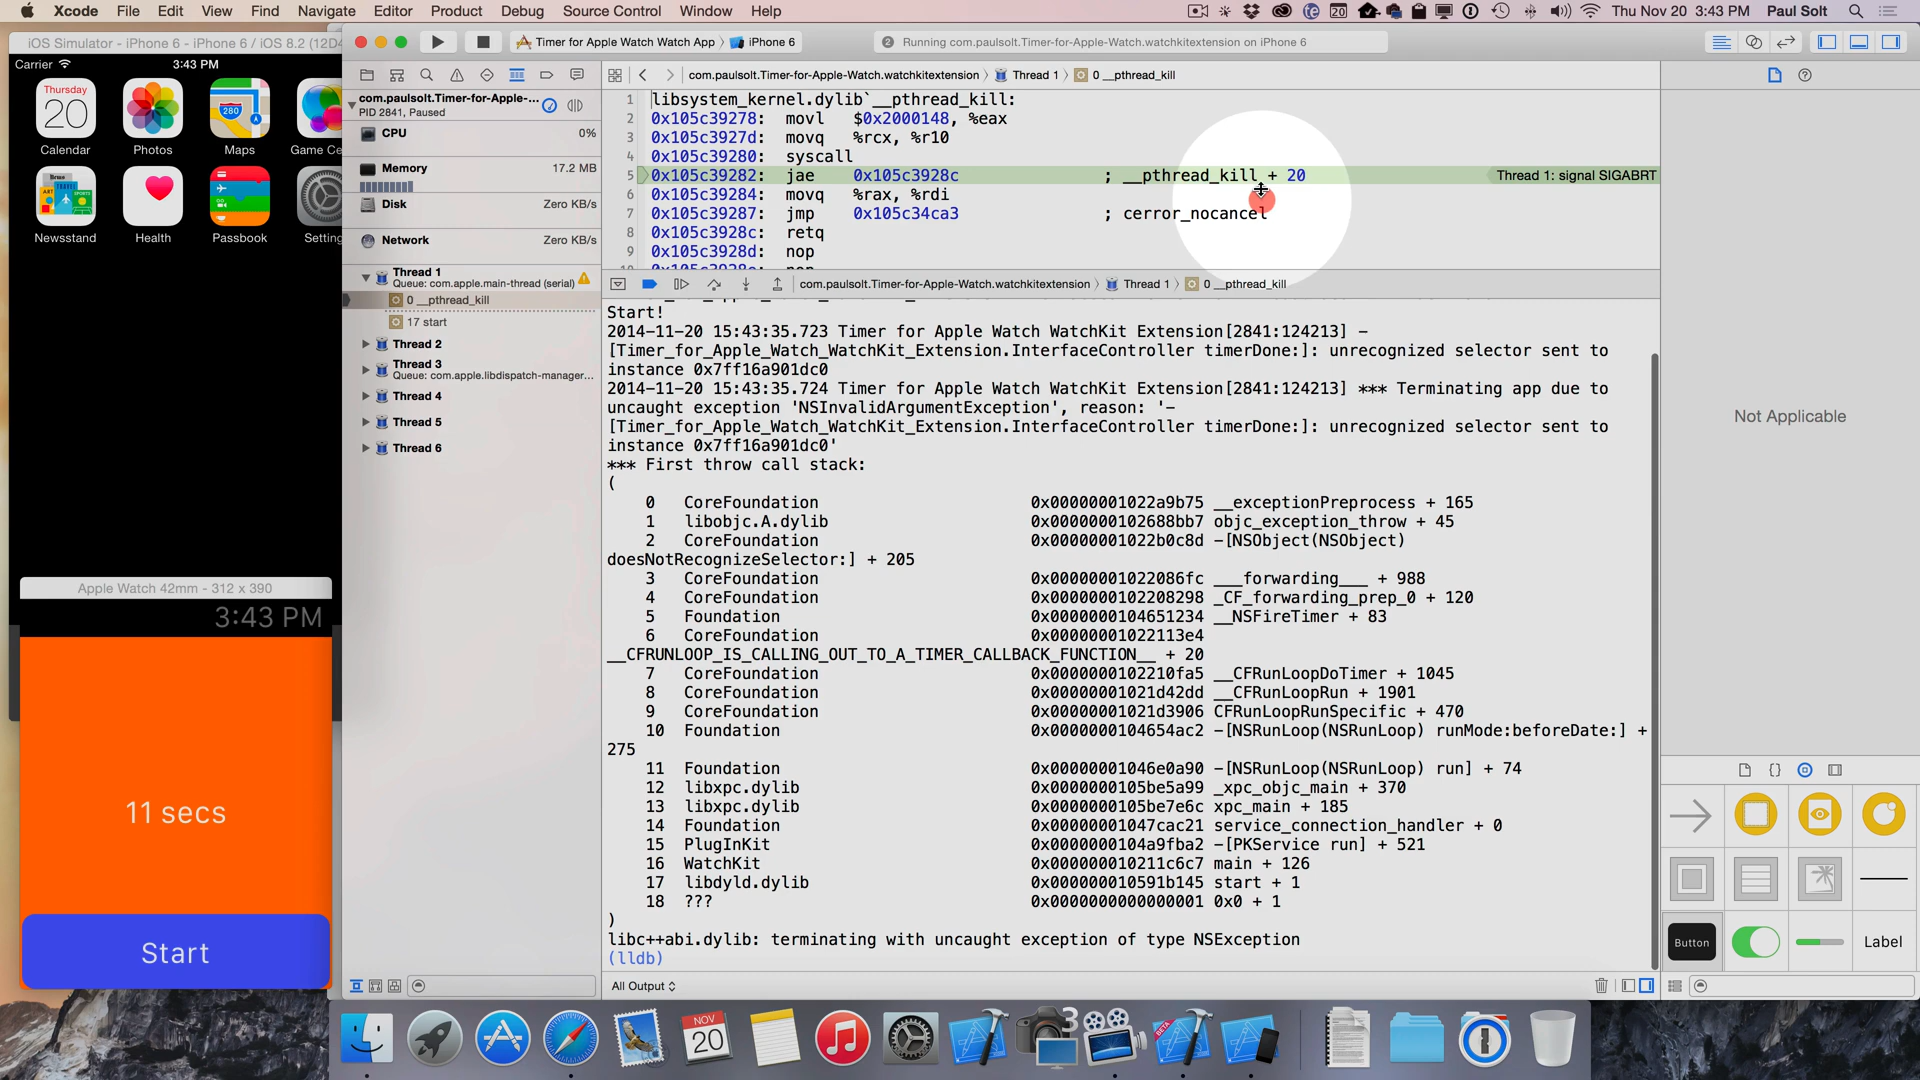 Xcode File Edit View Find Navigate Editor Product Debug Source Control Window Help
Thu Nov 20 3:43 PM Paul Solt
iOS Simulator - iPhone 6 - iPhone 6 / iOS 8.2 (12D4
Carrier 3:43 PM
Thursday
20
280
Calendar Photos Maps Game Ce
Newsstand Health Passbook Setting
Apple Watch 42mm - 312 x 390
3:43 PM
11 secs
Start
Timer for Apple Watch Watch App iPhone 6
2 Running com.paulsolt.Timer-for-Apple-Watch.watchkitextension on iPhone 6
com.paulsolt.Timer-for-Apple-...
PID 2841, Paused
CPU 0%
Memory 17.2 MB
Disk Zero KB/s
Network Zero KB/s
Thread 1
Queue: com.apple.main-thread (serial)
0 __pthread_kill
17 start
Thread 2
Thread 3
Queue: com.apple.libdispatch-manager...
Thread 4
Thread 5
Thread 6
com.paulsolt.Timer-for-Apple-Watch.watchkitextension Thread 1 0 __pthread_kill
1 libsystem_kernel.dylib`__pthread_kill:
2 0x105c39278: movl $0x2000148, %eax
3 0x105c3927d: movq %rcx, %r10
4 0x105c39280: syscall
5 0x105c39282: jae 0x105c3928c ; __pthread_kill + 20 Thread 1: signal SIGABRT
6 0x105c39284: movq %rax, %rdi
7 0x105c39287: jmp 0x105c34ca3 ; cerror_nocancel
8 0x105c3928c: retq
9 0x105c3928d: nop
com.paulsolt.Timer-for-Apple-Watch.watchkitextension Thread 1 0 __pthread_kill
Start!
2014-11-20 15:43:35.723 Timer for Apple Watch WatchKit Extension[2841:124213] -
[Timer_for_Apple_Watch_WatchKit_Extension.InterfaceController timerDone:]: unrecognized selector sent to
instance 0x7ff16a901dc0
2014-11-20 15:43:35.724 Timer for Apple Watch WatchKit Extension[2841:124213] *** Terminating app due to
uncaught exception 'NSInvalidArgumentException', reason: '-
[Timer_for_Apple_Watch_WatchKit_Extension.InterfaceController timerDone:]: unrecognized selector sent to
instance 0x7ff16a901dc0'
*** First throw call stack:
(
0 CoreFoundation 0x00000001022a9b75 __exceptionPreprocess + 165
1 libobjc.A.dylib 0x0000000102688bb7 objc_exception_throw + 45
2 CoreFoundation 0x00000001022b0c8d -[NSObject(NSObject)
doesNotRecognizeSelector:] + 205
3 CoreFoundation 0x00000001022086fc ___forwarding___ + 988
4 CoreFoundation 0x0000000102208298 _CF_forwarding_prep_0 + 120
5 Foundation 0x0000000104651234 __NSFireTimer + 83
6 CoreFoundation 0x00000001022113e4
__CFRUNLOOP_IS_CALLING_OUT_TO_A_TIMER_CALLBACK_FUNCTION__ + 20
7 CoreFoundation 0x0000000102210fa5 __CFRunLoopDoTimer + 1045
8 CoreFoundation 0x00000001021d42dd __CFRunLoopRun + 1901
9 CoreFoundation 0x00000001021d3906 CFRunLoopRunSpecific + 470
10 Foundation 0x0000000104654ac2 -[NSRunLoop(NSRunLoop) runMode:beforeDate:] +
275
11 Foundation 0x00000001046e0a90 -[NSRunLoop(NSRunLoop) run] + 74
12 libxpc.dylib 0x0000000105be5a99 _xpc_objc_main + 370
13 libxpc.dylib 0x0000000105be7e6c xpc_main + 185
14 Foundation 0x00000001047cac21 service_connection_handler + 0
15 PlugInKit 0x0000000104a9fba2 -[PKService run] + 521
16 WatchKit 0x000000010211c6c7 main + 126
17 libdyld.dylib 0x000000010591b145 start + 1
18 ??? 0x0000000000000001 0x0 + 1
)
libc++abi.dylib: terminating with uncaught exception of type NSException
(lldb)
All Output
Not Applicable
Button
Label
NOV
20
3
BETA